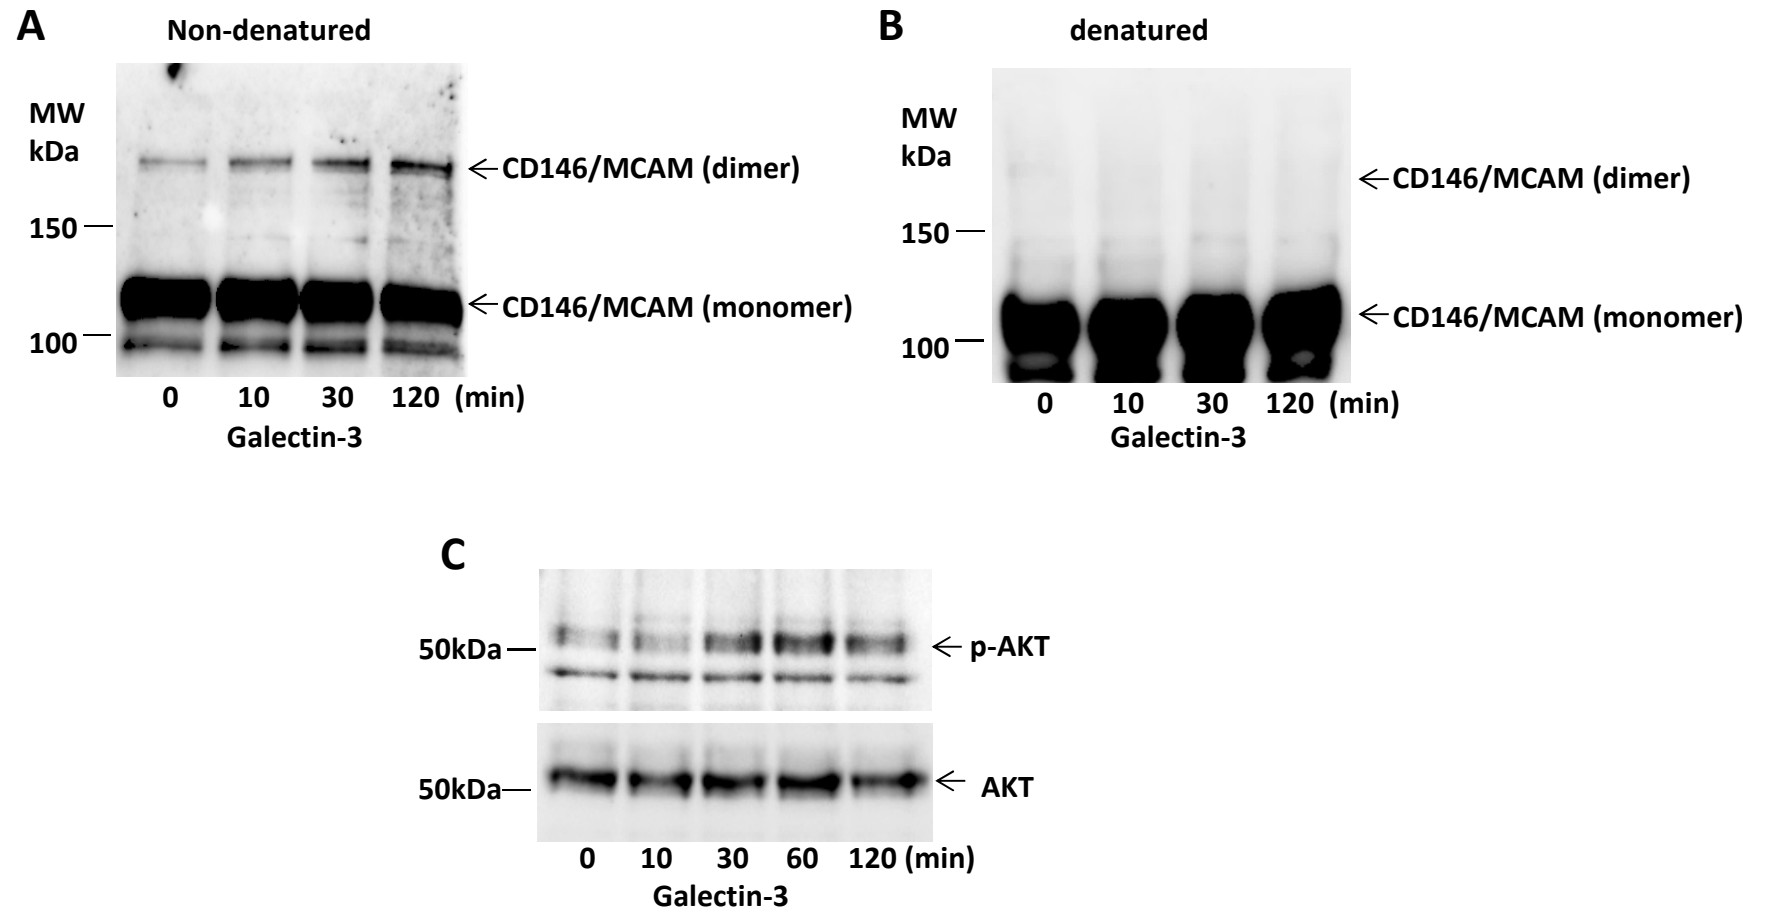 A
Non-denatured
MW
kDa
CD146/MCAM (dimer)
150
CD146/MCAM (monomer)
100
0 10 30 120 (min)
Galectin-3
B
denatured
MW
kDa
CD146/MCAM (dimer)
150
CD146/MCAM (monomer)
100
0 10 30 120 (min)
Galectin-3
C
50kDa
p-AKT
50kDa
AKT
0 10 30 60 120 (min)
Galectin-3